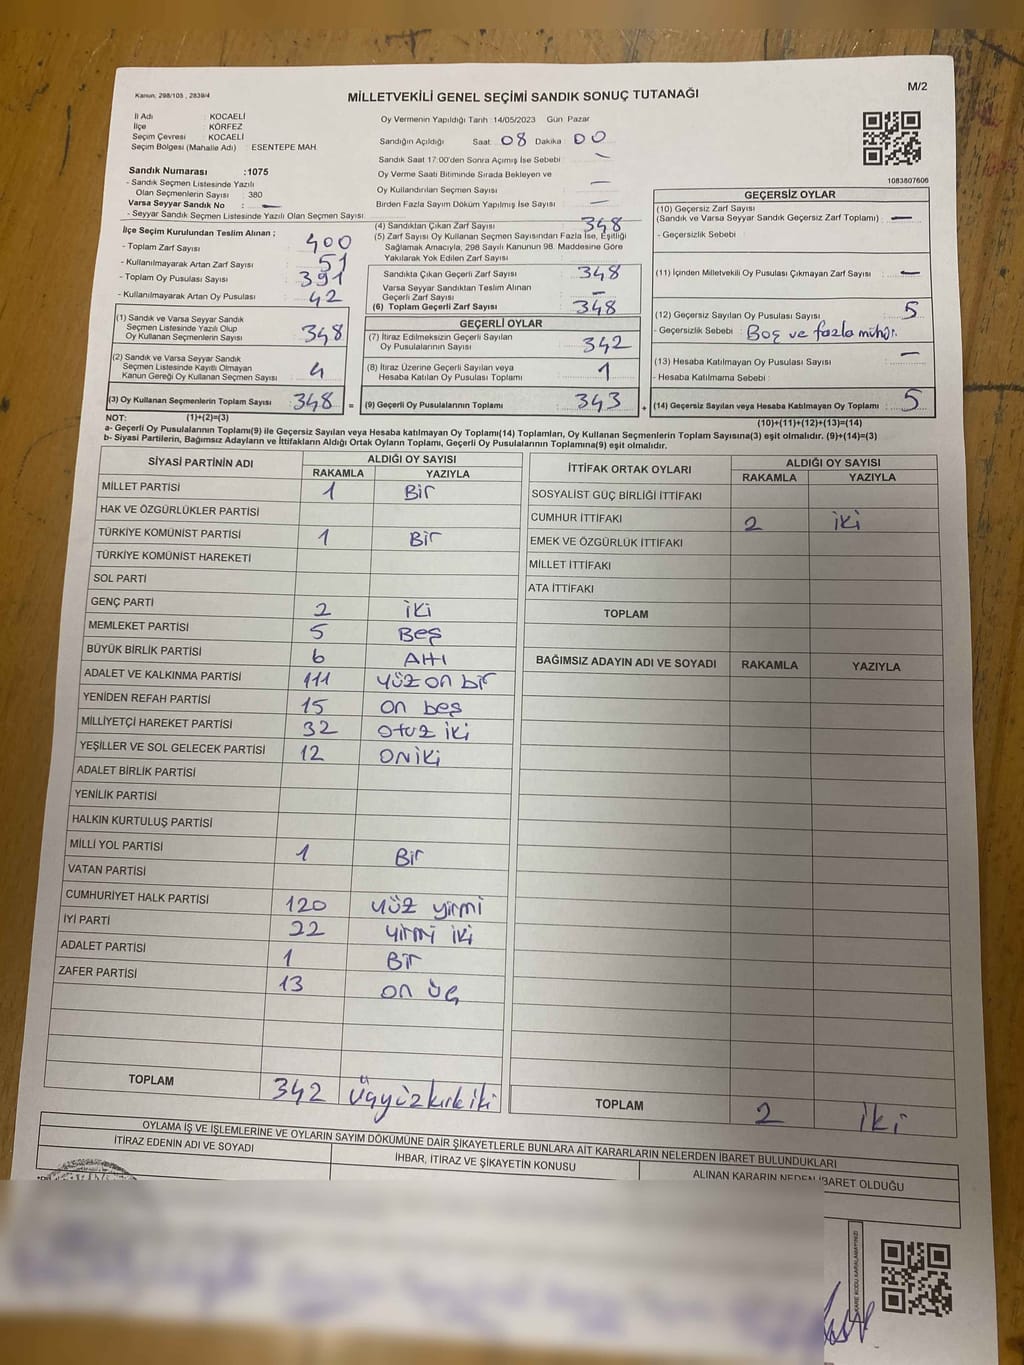 Kanun, 298/105 , 2839/4
MİLLETVEKİLİ GENEL SEÇİMİ SANDIK SONUÇ TUTANAĞI
M/2
İl Adı : KOCAELİ
İlçe : KÖRFEZ
Seçim Çevresi : KOCAELİ
Seçim Bölgesi (Mahalle Adı) : ESENTEPE MAH.
Oy Vermenin Yapıldığı Tarih :14/05/2023 Gün Pazar
Sandığın Açıldığı Saat: 08 Dakika: 00
Sandık Saat 17:00'den Sonra Açımış İse Sebebi : —
Oy Verme Saati Bitiminde Sırada Bekleyen ve
Oy Kullandırılan Seçmen Sayısı : —
Birden Fazla Sayım Döküm Yapılmış İse Sayısı : —
1083807606
Sandık Numarası :1075
- Sandık Seçmen Listesinde Yazılı
Olan Seçmenlerin Sayısı : 380
Varsa Seyyar Sandık No : —
- Seyyar Sandık Seçmen Listesinde Yazılı Olan Seçmen Sayısı
İlçe Seçim Kurulundan Teslim Alınan ;
- Toplam Zarf Sayısı : 400
- Kullanılmayarak Artan Zarf Sayısı : 51
- Toplam Oy Pusulası Sayısı : 391
- Kullanılmayarak Artan Oy Pusulası : 42
(1) Sandık ve Varsa Seyyar Sandık
Seçmen Listesinde Yazılı Olup
Oy Kullanan Seçmenlerin Sayısı : 348
(2) Sandık ve Varsa Seyyar Sandık
Seçmen Listesinde Kayıtlı Olmayan
Kanun Gereği Oy Kullanan Seçmen Sayısı : 4
(3) Oy Kullanan Seçmenlerin Toplam Sayısı : 348 =
(4) Sandıktan Çıkan Zarf Sayısı : 348
(5) Zarf Sayısı Oy Kullanan Seçmen Sayısından Fazla İse, Eşitliği
Sağlamak Amacıyla, 298 Sayılı Kanunun 98. Maddesine Göre
Yakılarak Yok Edilen Zarf Sayısı :
Sandıkta Çıkan Geçerli Zarf Sayısı : 348
Varsa Seyyar Sandıktan Teslim Alınan
Geçerli Zarf Sayısı : —
(6) Toplam Geçerli Zarf Sayısı : 348
GEÇERLİ OYLAR
(7) İtiraz Edilmeksizin Geçerli Sayılan
Oy Pusulalarının Sayısı : 342
(8) İtiraz Üzerine Geçerli Sayılan veya
Hesaba Katılan Oy Pusulası Toplamı : 1
(9) Geçerli Oy Pusulalarının Toplamı : 343 +
GEÇERSİZ OYLAR
(10) Geçersiz Zarf Sayısı
(Sandık ve Varsa Seyyar Sandık Geçersiz Zarf Toplamı) : —
- Geçersizlik Sebebi :
(11) İçinden Milletvekili Oy Pusulası Çıkmayan Zarf Sayısı : —
(12) Geçersiz Sayılan Oy Pusulası Sayısı : 5
- Geçersizlik Sebebi : Boş ve fazla mühür.
(13) Hesaba Katılmayan Oy Pusulası Sayısı : —
- Hesaba Katılmama Sebebi :
(14) Geçersiz Sayılan veya Hesaba Katılmayan Oy Toplamı : 5
NOT: (1)+(2)=(3)
(10)+(11)+(12)+(13)=(14)
a- Geçerli Oy Pusulalarının Toplamı(9) ile Geçersiz Sayılan veya Hesaba Katılmayan Oy Toplamı(14) Toplamları, Oy Kullanan Seçmenlerin Toplam Sayısına(3) eşit olmalıdır. (9)+(14)=(3)
b- Siyasi Partilerin, Bağımsız Adayların ve İttifakların Aldığı Ortak Oyların Toplamı, Geçerli Oy Pusulalarının Toplamına(9) eşit olmalıdır.
SİYASİ PARTİNİN ADI ALDIĞI OY SAYISI
RAKAMLA YAZIYLA
MİLLET PARTİSİ 1 Bir
HAK VE ÖZGÜRLÜKLER PARTİSİ
TÜRKİYE KOMÜNİST PARTİSİ 1 Bir
TÜRKİYE KOMÜNİST HAREKETİ
SOL PARTİ
GENÇ PARTİ 2 iki
MEMLEKET PARTİSİ 5 Beş
BÜYÜK BİRLİK PARTİSİ 6 Altı
ADALET VE KALKINMA PARTİSİ 111 yüz on bir
YENİDEN REFAH PARTİSİ 15 on beş
MİLLİYETÇİ HAREKET PARTİSİ 32 otuz iki
YEŞİLLER VE SOL GELECEK PARTİSİ 12 oniki
ADALET BİRLİK PARTİSİ
YENİLİK PARTİSİ
HALKIN KURTULUŞ PARTİSİ
MİLLİ YOL PARTİSİ 1 Bir
VATAN PARTİSİ
CUMHURİYET HALK PARTİSİ 120 yüz yirmi
İYİ PARTİ 22 yirmi iki
ADALET PARTİSİ 1 Bir
ZAFER PARTİSİ 13 on üç
TOPLAM 342 Üçyüzkırkiki
İTTİFAK ORTAK OYLARI ALDIĞI OY SAYISI
RAKAMLA YAZIYLA
SOSYALİST GÜÇ BİRLİĞİ İTTİFAKI
CUMHUR İTTİFAKI 2 iki
EMEK VE ÖZGÜRLÜK İTTİFAKI
MİLLET İTTİFAKI
ATA İTTİFAKI
TOPLAM
BAĞIMSIZ ADAYIN ADI VE SOYADI RAKAMLA YAZIYLA
TOPLAM 2 iki
OYLAMA İŞ VE İŞLEMLERİNE VE OYLARIN SAYIM DÖKÜMÜNE DAİR ŞİKAYETLERLE BUNLARA AİT KARARLARIN NELERDEN İBARET BULUNDUKLARI
İTİRAZ EDENİN ADI VE SOYADI İHBAR, İTİRAZ VE ŞİKAYETİN KONUSU ALINAN KARARIN NEDEN İBARET OLDUĞU